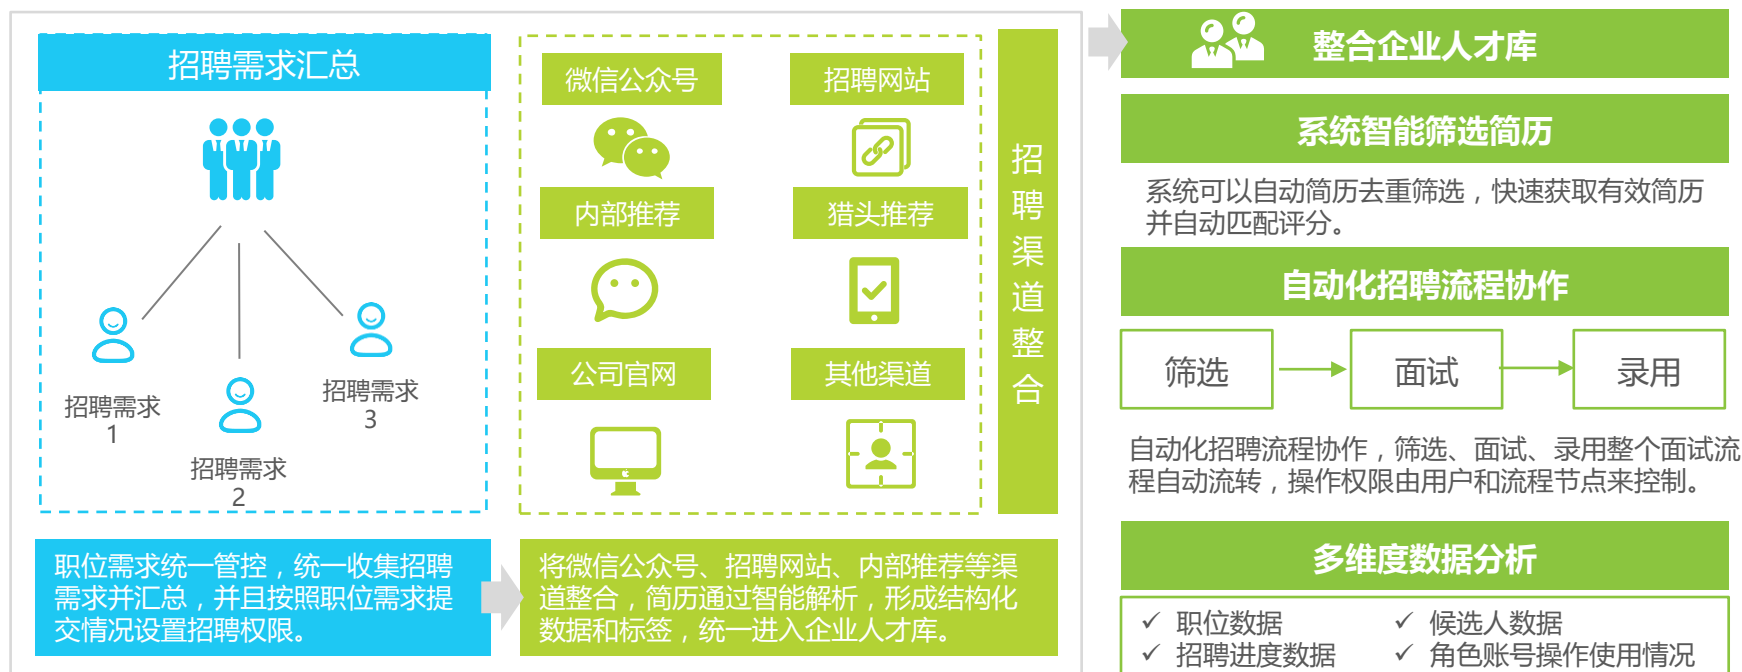 招聘需求汇总
招聘需求
1
招聘需求
2
招聘需求
3
职位需求统一管控，统一收集招聘
需求并汇总，并且按照职位需求提
交情况设置招聘权限。
微信公众号
招聘网站
内部推荐
猎头推荐
公司官网
其他渠道
招聘渠道整合
将微信公众号、招聘网站、内部推荐等渠
道整合，简历通过智能解析，形成结构化
数据和标签，统一进入企业人才库。
整合企业人才库
系统智能筛选简历
系统可以自动简历去重筛选，快速获取有效简历
并自动匹配评分。
自动化招聘流程协作
筛选
面试
录用
自动化招聘流程协作，筛选、面试、录用整个面试流
程自动流转，操作权限由用户和流程节点来控制。
多维度数据分析
✓ 职位数据
✓ 候选人数据
✓ 招聘进度数据
✓ 角色账号操作使用情况